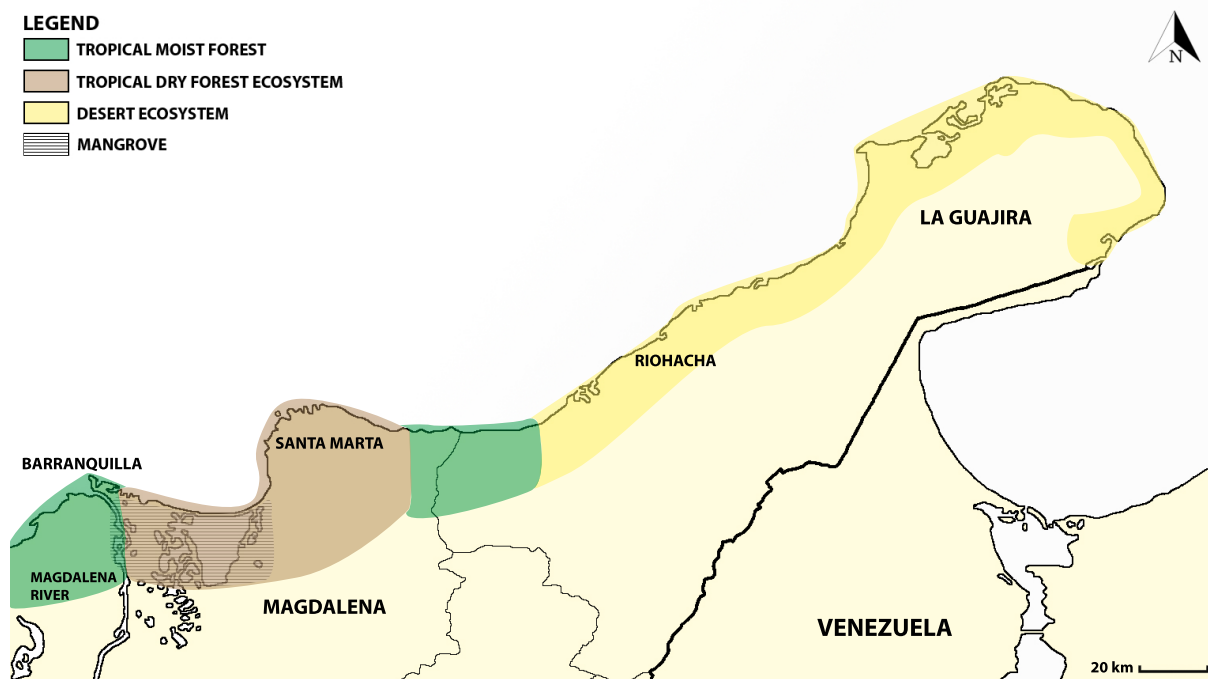 LEGEND
TROPICAL MOIST FOREST
TROPICAL DRY FOREST ECOSYSTEM
DESERT ECOSYSTEM
MANGROVE
N
LA GUAJIRA
RIOHACHA
SANTA MARTA
BARRANQUILLA
MAGDALENA
RIVER
MAGDALENA
VENEZUELA
20 km